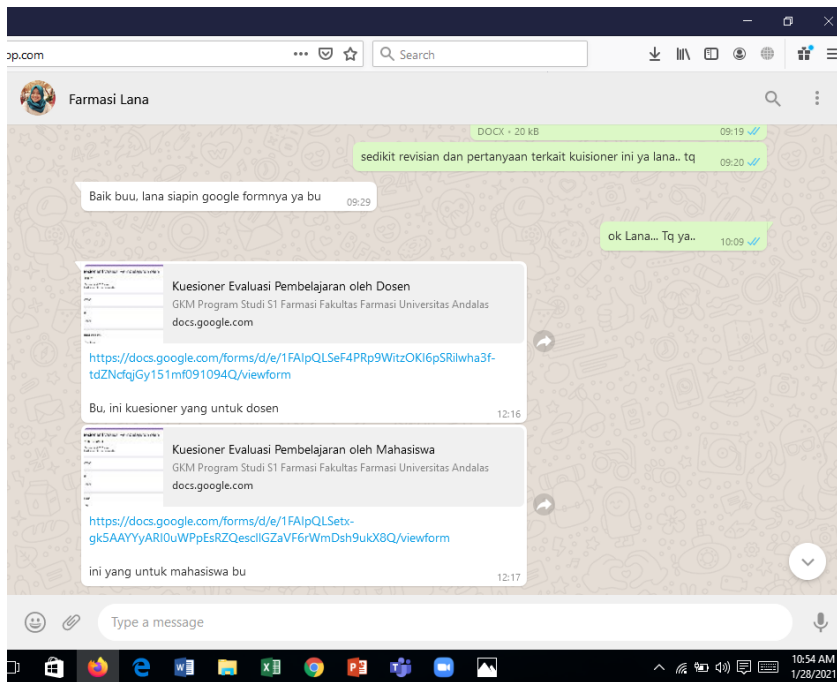 op.com
Search
Farmasi Lana
DOCX • 20 kB 09:19
sedikit revisian dan pertanyaan terkait kuisioner ini ya lana.. tq 09:20
Baik buu, lana siapin google formnya ya bu 09:29
ok Lana... Tq ya.. 10:09
Kuesioner Evaluasi Pembelajaran oleh Dosen
GKM Program Studi S1 Farmasi Fakultas Farmasi Universitas Andalas
docs.google.com
https://docs.google.com/forms/d/e/1FAIpQLSeF4PRp9WitzOKI6pSRilwha3f-
tdZNcfqjGy151mf091094Q/viewform
Bu, ini kuesioner yang untuk dosen 12:16
Kuesioner Evaluasi Pembelajaran oleh Mahasiswa
GKM Program Studi S1 Farmasi Fakultas Farmasi Universitas Andalas
docs.google.com
https://docs.google.com/forms/d/e/1FAIpQLSetx-
gk5AAYYyARI0uWPpEsRZQescllGZaVF6rWmDsh9ukX8Q/viewform
ini yang untuk mahasiswa bu 12:17
Type a message
10:54 AM
1/28/2021